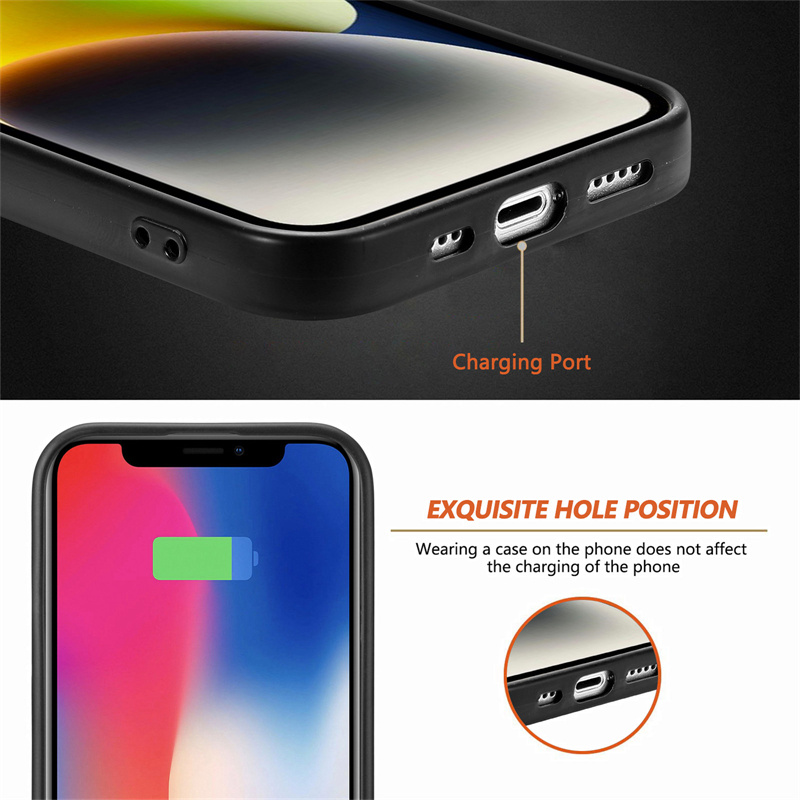 Charging Port
EXQUISITE HOLE POSITION
Wearing a case on the phone does not affect
the charging of the phone